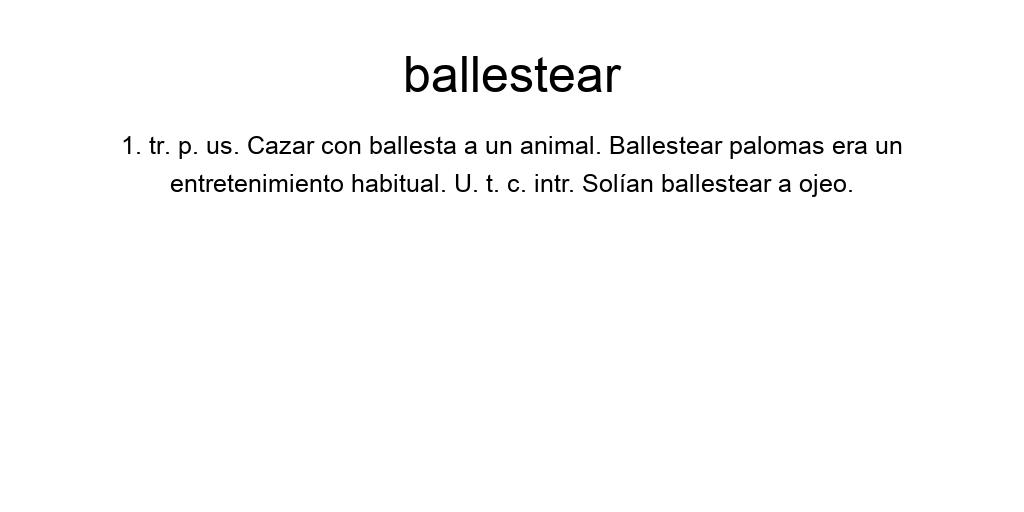 ballestear
1. tr. p. us. Cazar con ballesta a un animal. Ballestear palomas era un
entretenimiento habitual. U. t. c. intr. Solían ballestear a ojeo.